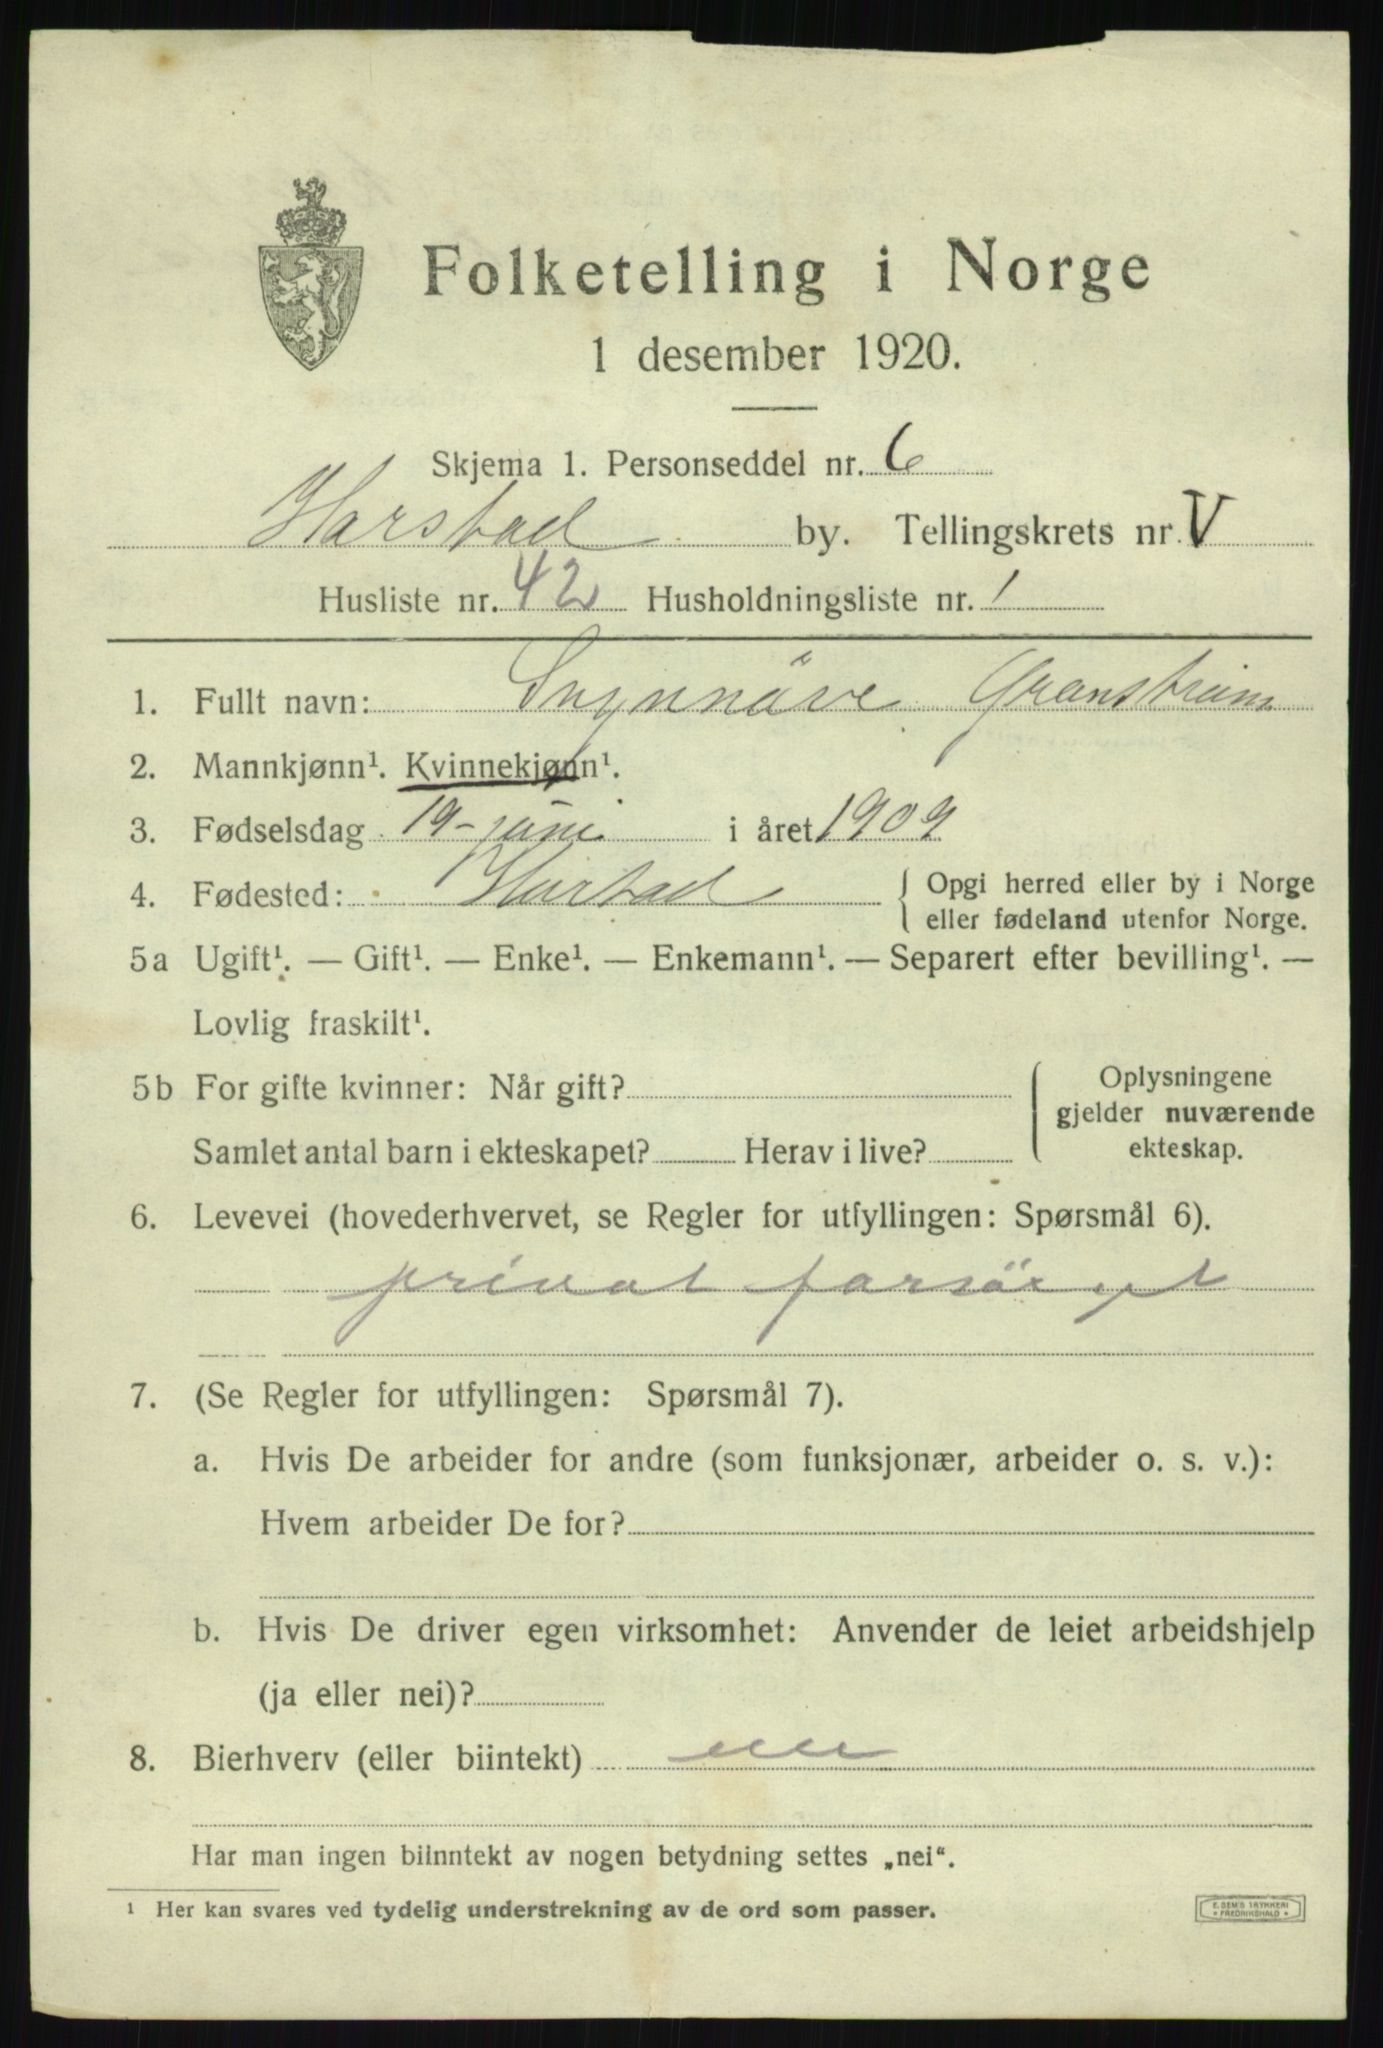 Folketelling i Norge
1 desember 1920.
Skjema 1. Personseddel nr. 6
Harstad by. Tellingskrets nr. V
Husliste nr. 42 Husholdningsliste nr. 1
1. Fullt navn: Synnöve Granström
2. Mannkjønn¹. Kvinnekjønn¹.
3. Fødselsdag 19-juni i året 1909
4. Fødested: Harstad { Opgi herred eller by i Norge
eller fødeland utenfor Norge.
5a Ugift¹. — Gift¹. — Enke¹. — Enkemann¹. — Separert efter bevilling¹. —
Lovlig fraskilt¹.
5b For gifte kvinner: Når gift? Oplysningene
gjelder nuværende
Samlet antal barn i ekteskapet? Herav i live? ekteskap.
6. Levevei (hovederhvervet, se Regler for utfyllingen: Spørsmål 6).
privat forsörget
7. (Se Regler for utfyllingen: Spørsmål 7).
a. Hvis De arbeider for andre (som funksjonær, arbeider o. s. v.):
Hvem arbeider De for?
b. Hvis De driver egen virksomhet: Anvender de leiet arbeidshjelp
(ja eller nei)?
8. Bierhverv (eller biintekt) nei
Har man ingen biinntekt av nogen betydning settes „nei“.
¹ Her kan svares ved tydelig understrekning av de ord som passer.
E. SEM'S TRYKKERI
* FREDRIKSHALD *